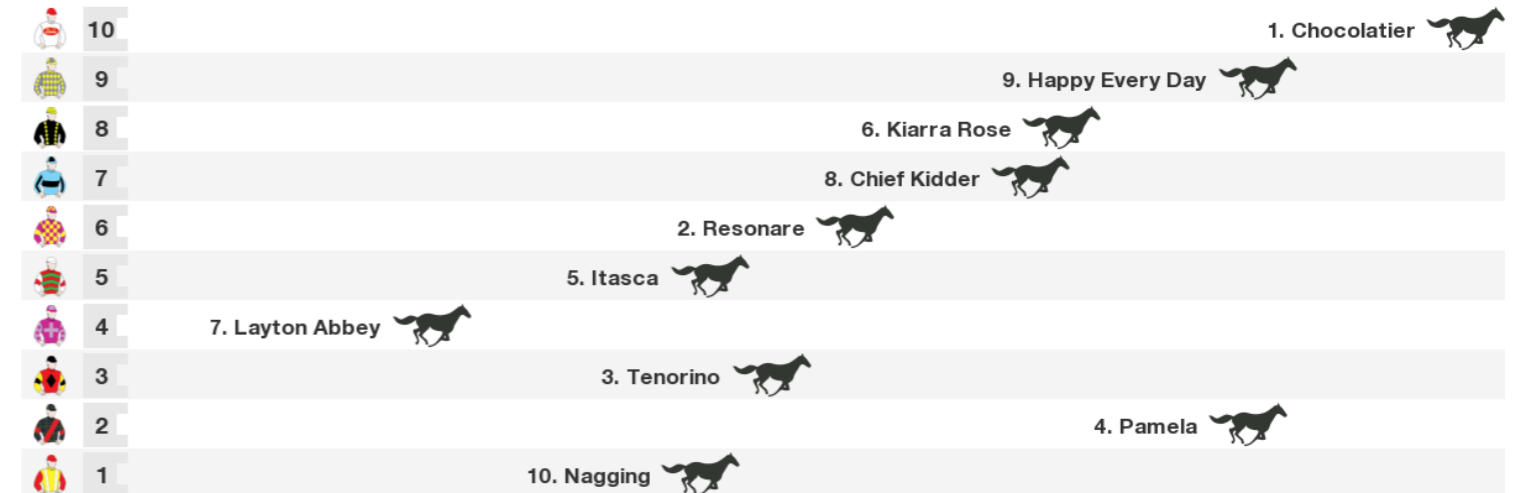 10 1. Chocolatier
9 9. Happy Every Day
8 6. Kiarra Rose
7 8. Chief Kidder
6 2. Resonare
5 5. Itasca
4 7. Layton Abbey
3 3. Tenorino
2 4. Pamela
1 10. Nagging